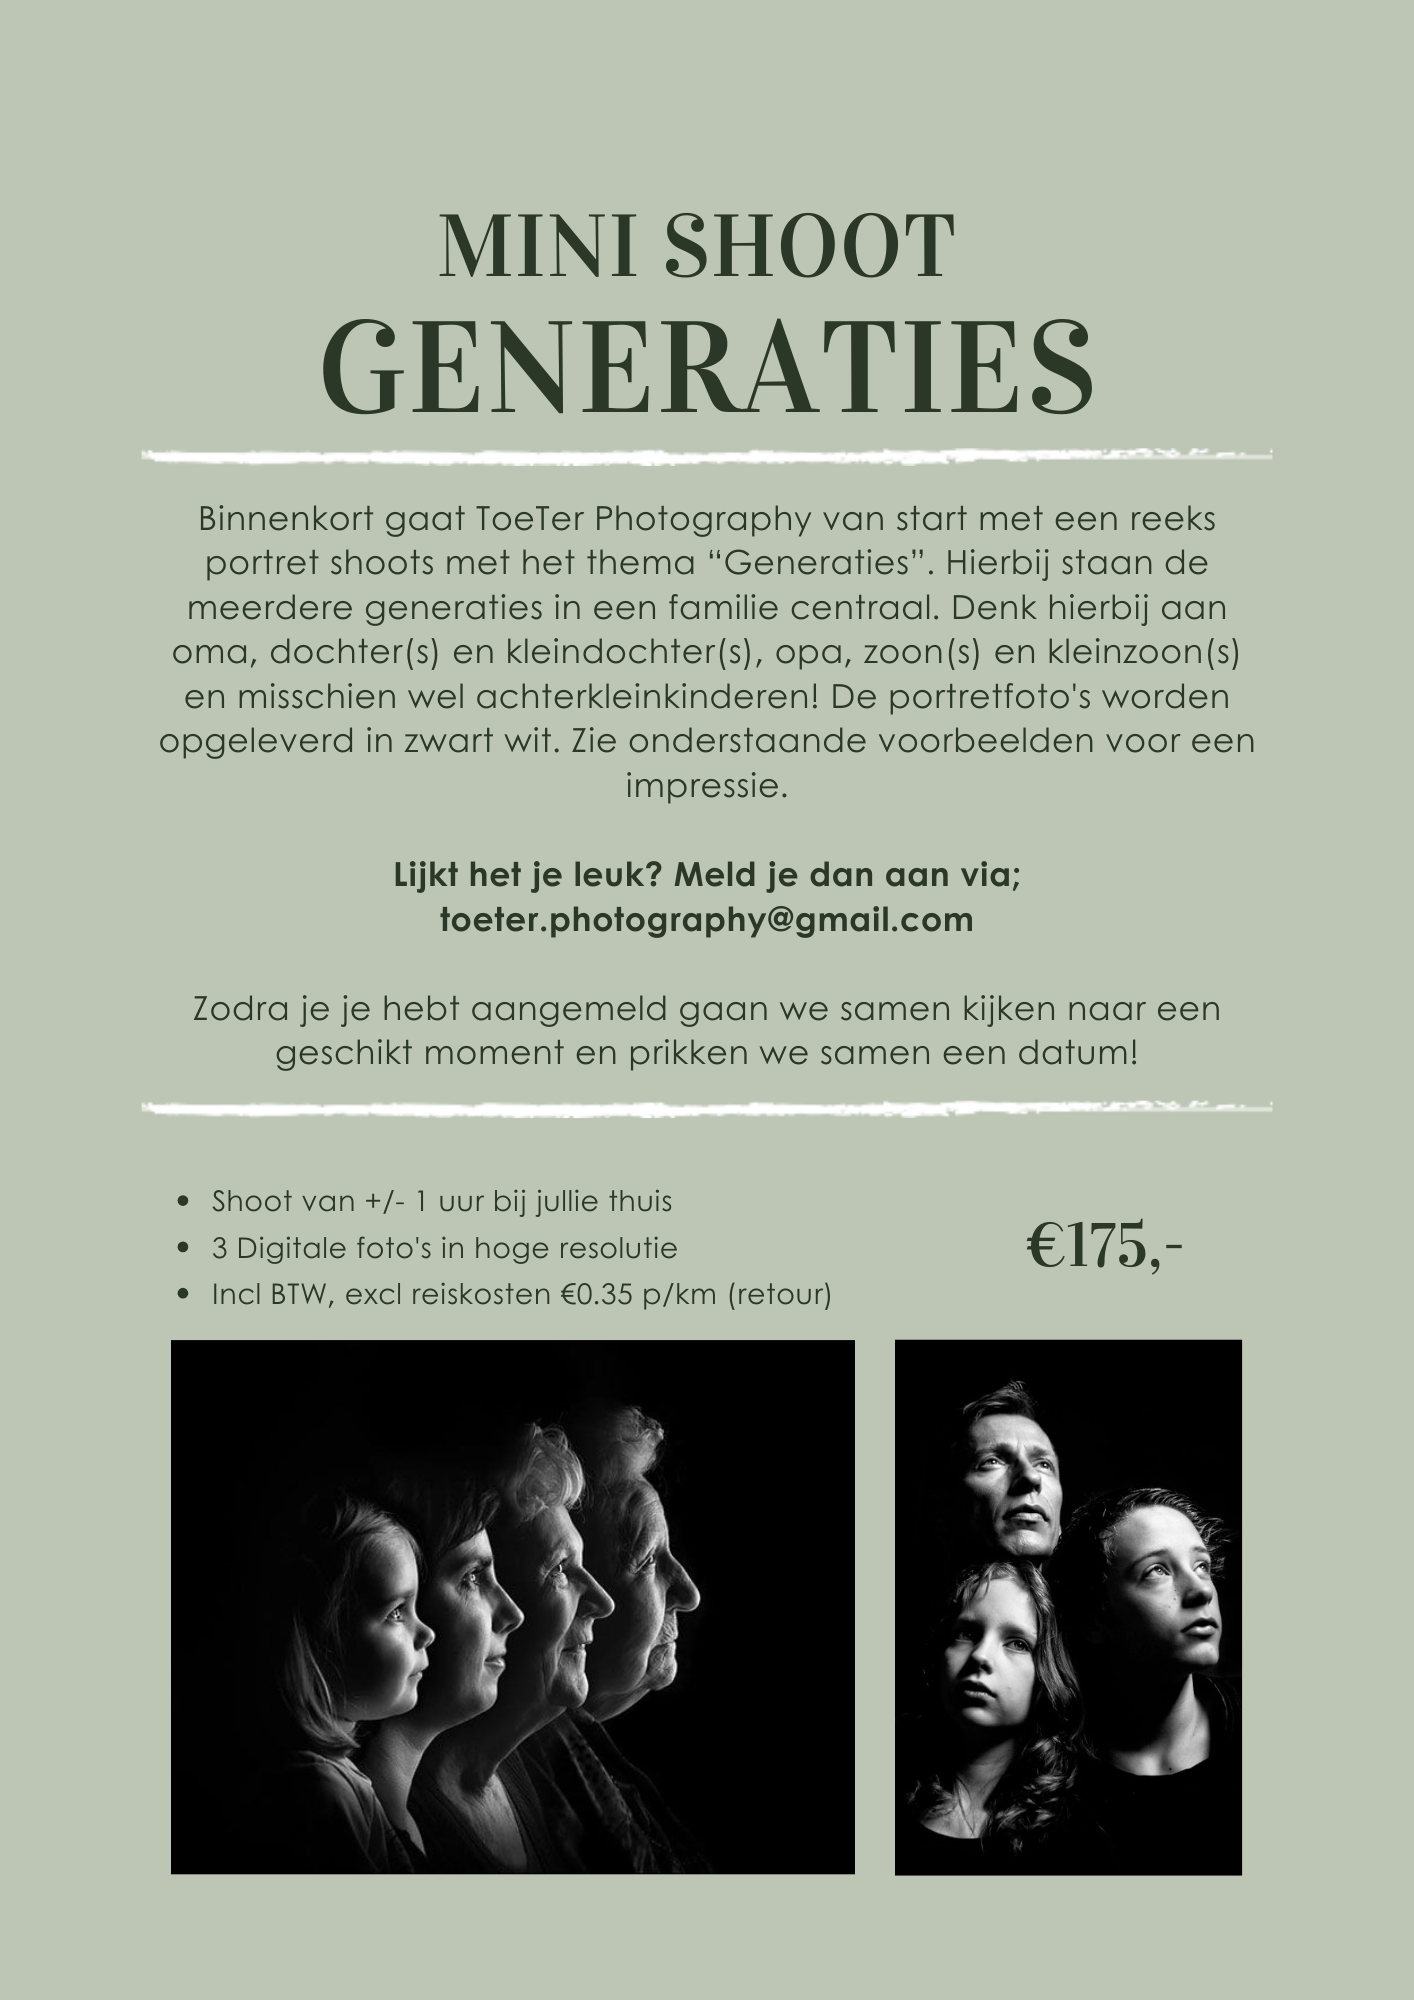 MINI SHOOT
GENERATIES
Binnenkort gaat ToeTer Photography van start met een reeks
portret shoots met het thema “Generaties”. Hierbij staan de
meerdere generaties in een familie centraal. Denk hierbij aan
oma, dochter(s) en kleindochter(s), opa, zoon(s) en kleinzoon(s)
en misschien wel achterkleinkinderen! De portretfoto's worden
opgeleverd in zwart wit. Zie onderstaande voorbeelden voor een
impressie.
Lijkt het je leuk? Meld je dan aan via;
toeter.photography@gmail.com
Zodra je je hebt aangemeld gaan we samen kijken naar een
geschikt moment en prikken we samen een datum!
• Shoot van +/- 1 uur bij jullie thuis
• 3 Digitale foto's in hoge resolutie
• Incl BTW, excl reiskosten €0.35 p/km (retour)
€175,-